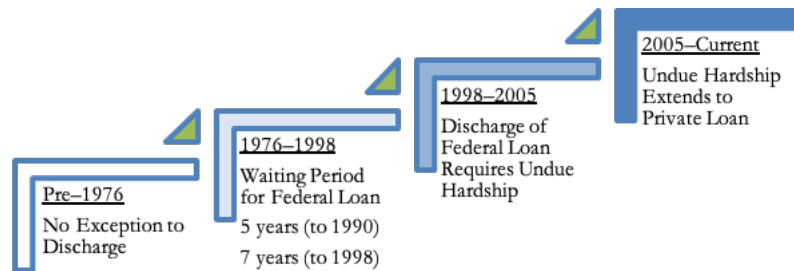 Pre–1976
No Exception to
Discharge
1976–1998
Waiting Period
for Federal Loan
5 years (to 1990)
7 years (to 1998)
1998–2005
Discharge of
Federal Loan
Requires Undue
Hardship
2005–Current
Undue Hardship
Extends to
Private Loan